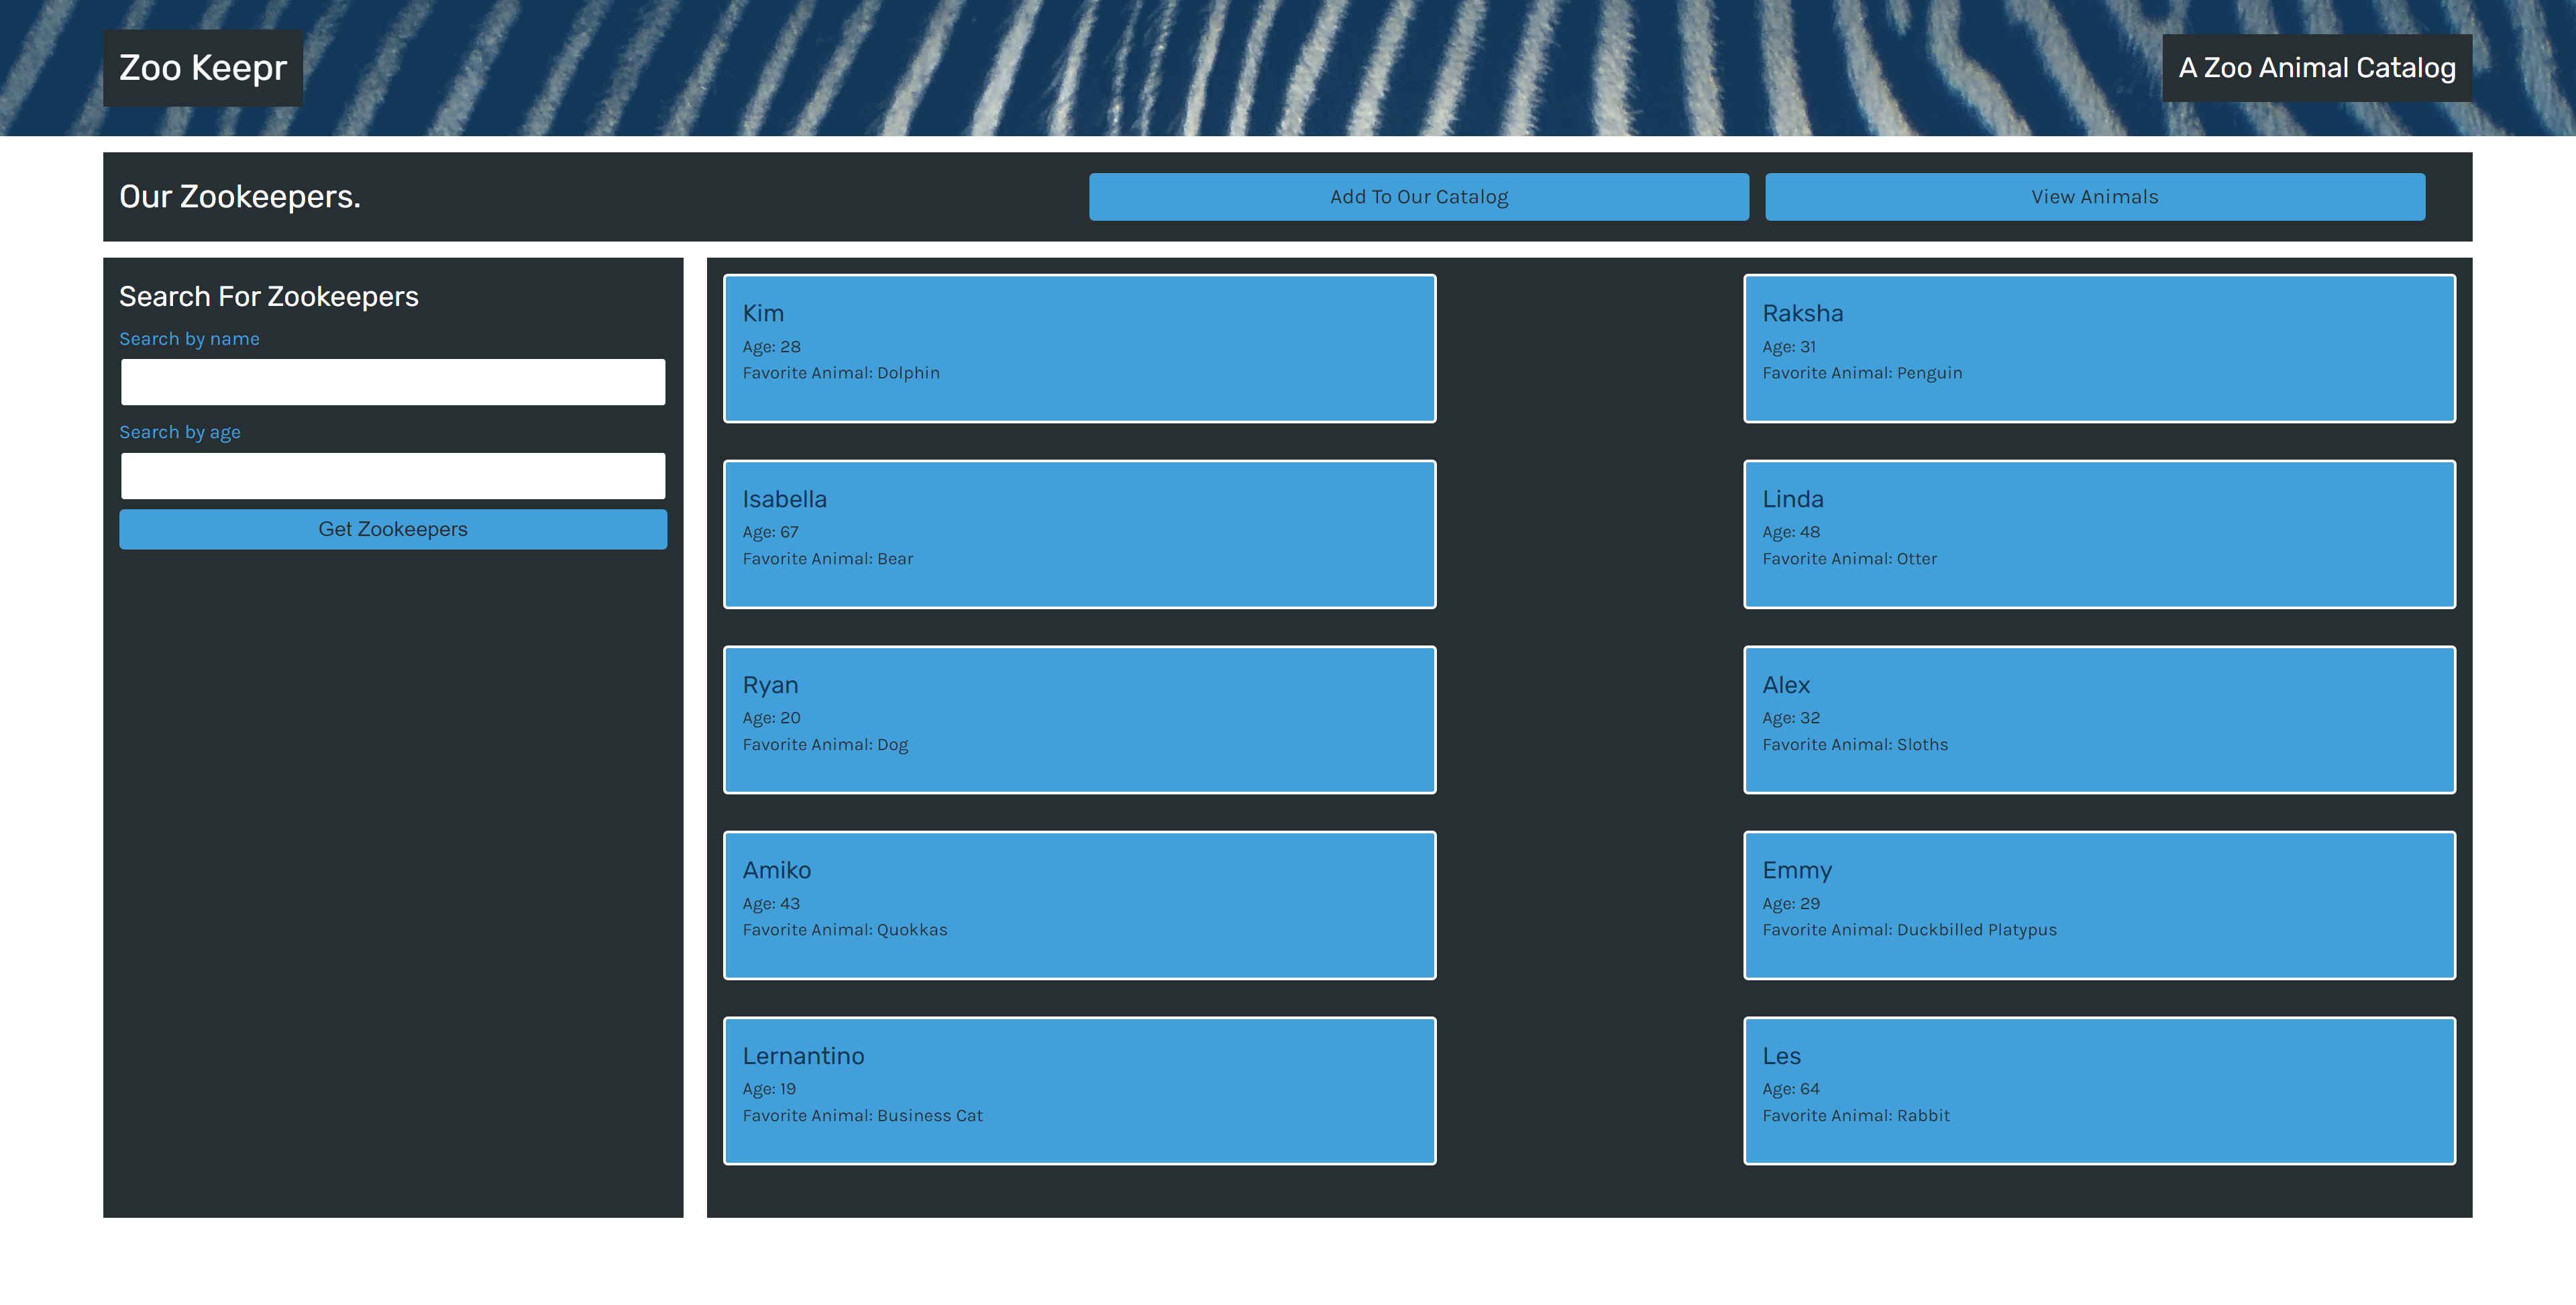 Zoo Keepr
A Zoo Animal Catalog
Our Zookeepers.
Add To Our Catalog
View Animals
Search For Zookeepers
Search by name
Search by age
Get Zookeepers
Kim
Age: 28
Favorite Animal: Dolphin
Raksha
Age: 31
Favorite Animal: Penguin
Isabella
Age: 67
Favorite Animal: Bear
Linda
Age: 48
Favorite Animal: Otter
Ryan
Age: 20
Favorite Animal: Dog
Alex
Age: 32
Favorite Animal: Sloths
Amiko
Age: 43
Favorite Animal: Quokkas
Emmy
Age: 29
Favorite Animal: Duckbilled Platypus
Lernantino
Age: 19
Favorite Animal: Business Cat
Les
Age: 64
Favorite Animal: Rabbit